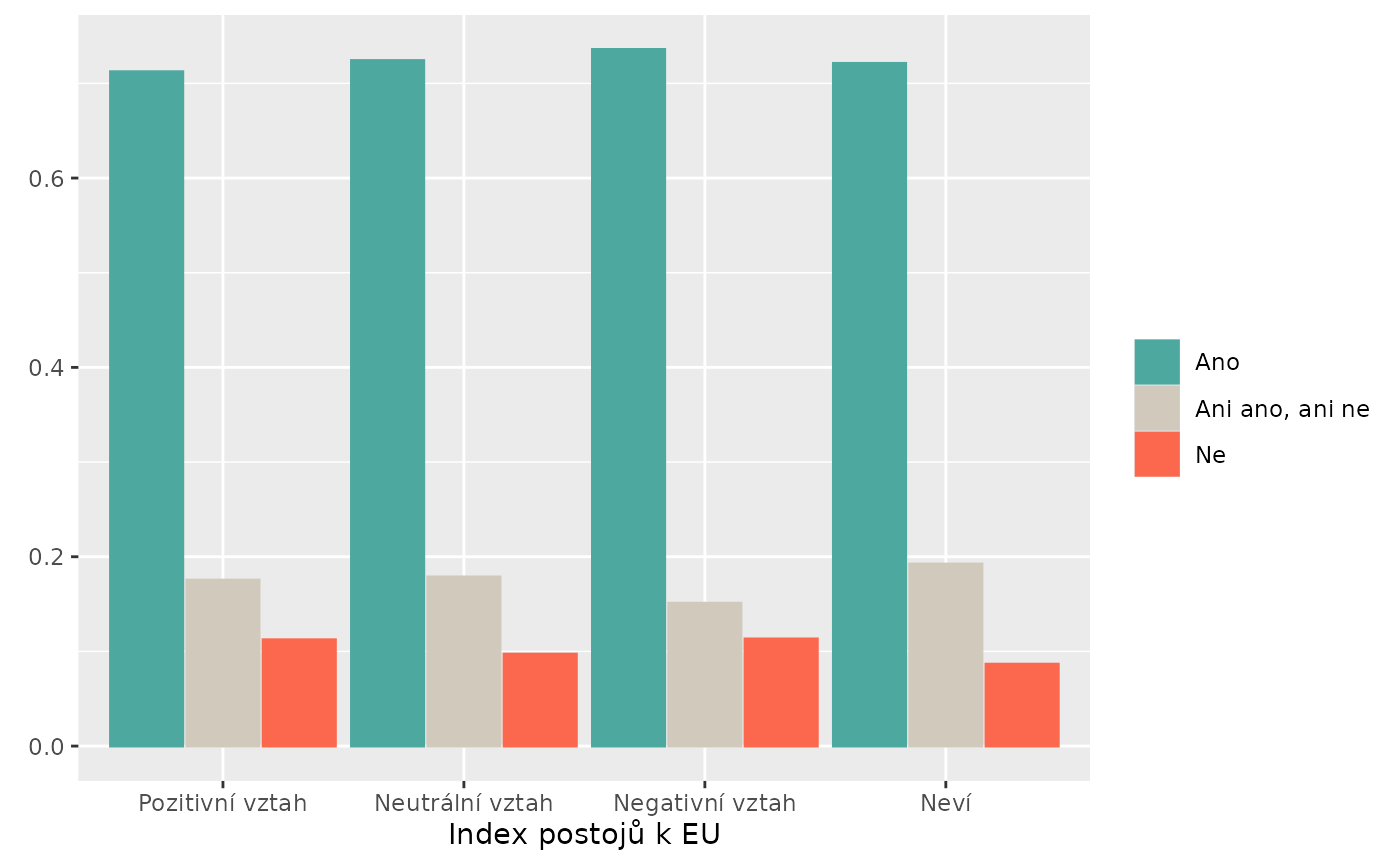 0.6
0.4
0.2
0.0
Pozitivní vztah
Neutrální vztah
Negativní vztah
Neví
Index postojů k EU
Ano
Ani ano, ani ne
Ne